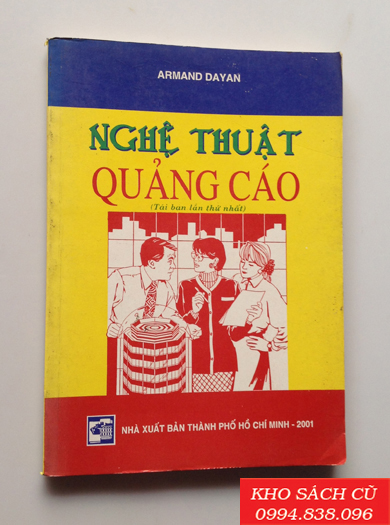 ARMAND DAYAN
NGHỆ THUẬT
QUẢNG CÁO
(Tái bản lần thứ nhất)
NHÀ XUẤT BẢN THÀNH PHỐ HỒ CHÍ MINH - 2001
KHO SÁCH CŨ
0994.838.096